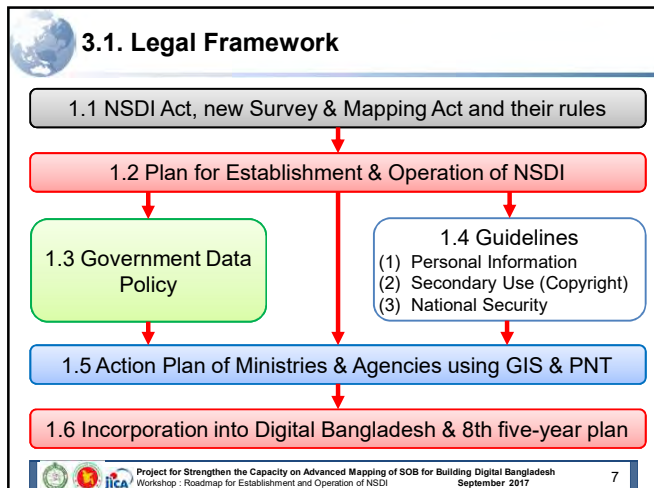 3.1. Legal Framework
1.1 NSDI Act, new Survey & Mapping Act and their rules
1.2 Plan for Establishment & Operation of NSDI
1.3 Government Data
Policy
1.4 Guidelines
(1) Personal Information
(2) Secondary Use (Copyright)
(3) National Security
1.5 Action Plan of Ministries & Agencies using GIS & PNT
1.6 Incorporation into Digital Bangladesh & 8th five-year plan
jica
Project for Strengthen the Capacity on Advanced Mapping of SOB for Building Digital Bangladesh
Workshop : Roadmap for Establishment and Operation of NSDI September 2017
7